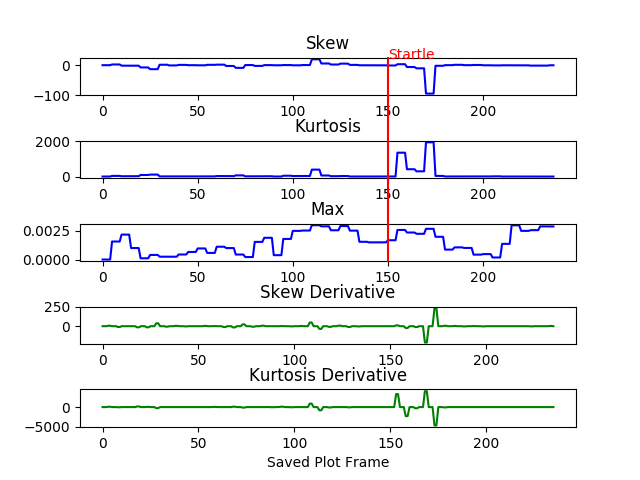 Skew
Startle
0
−100
0 50 100 150 200
Kurtosis
2000
0
0 50 100 150 200
Max
0.0025
0.0000
0 50 100 150 200
Skew Derivative
250
0
0 50 100 150 200
Kurtosis Derivative
0
−5000
0 50 100 150 200
Saved Plot Frame